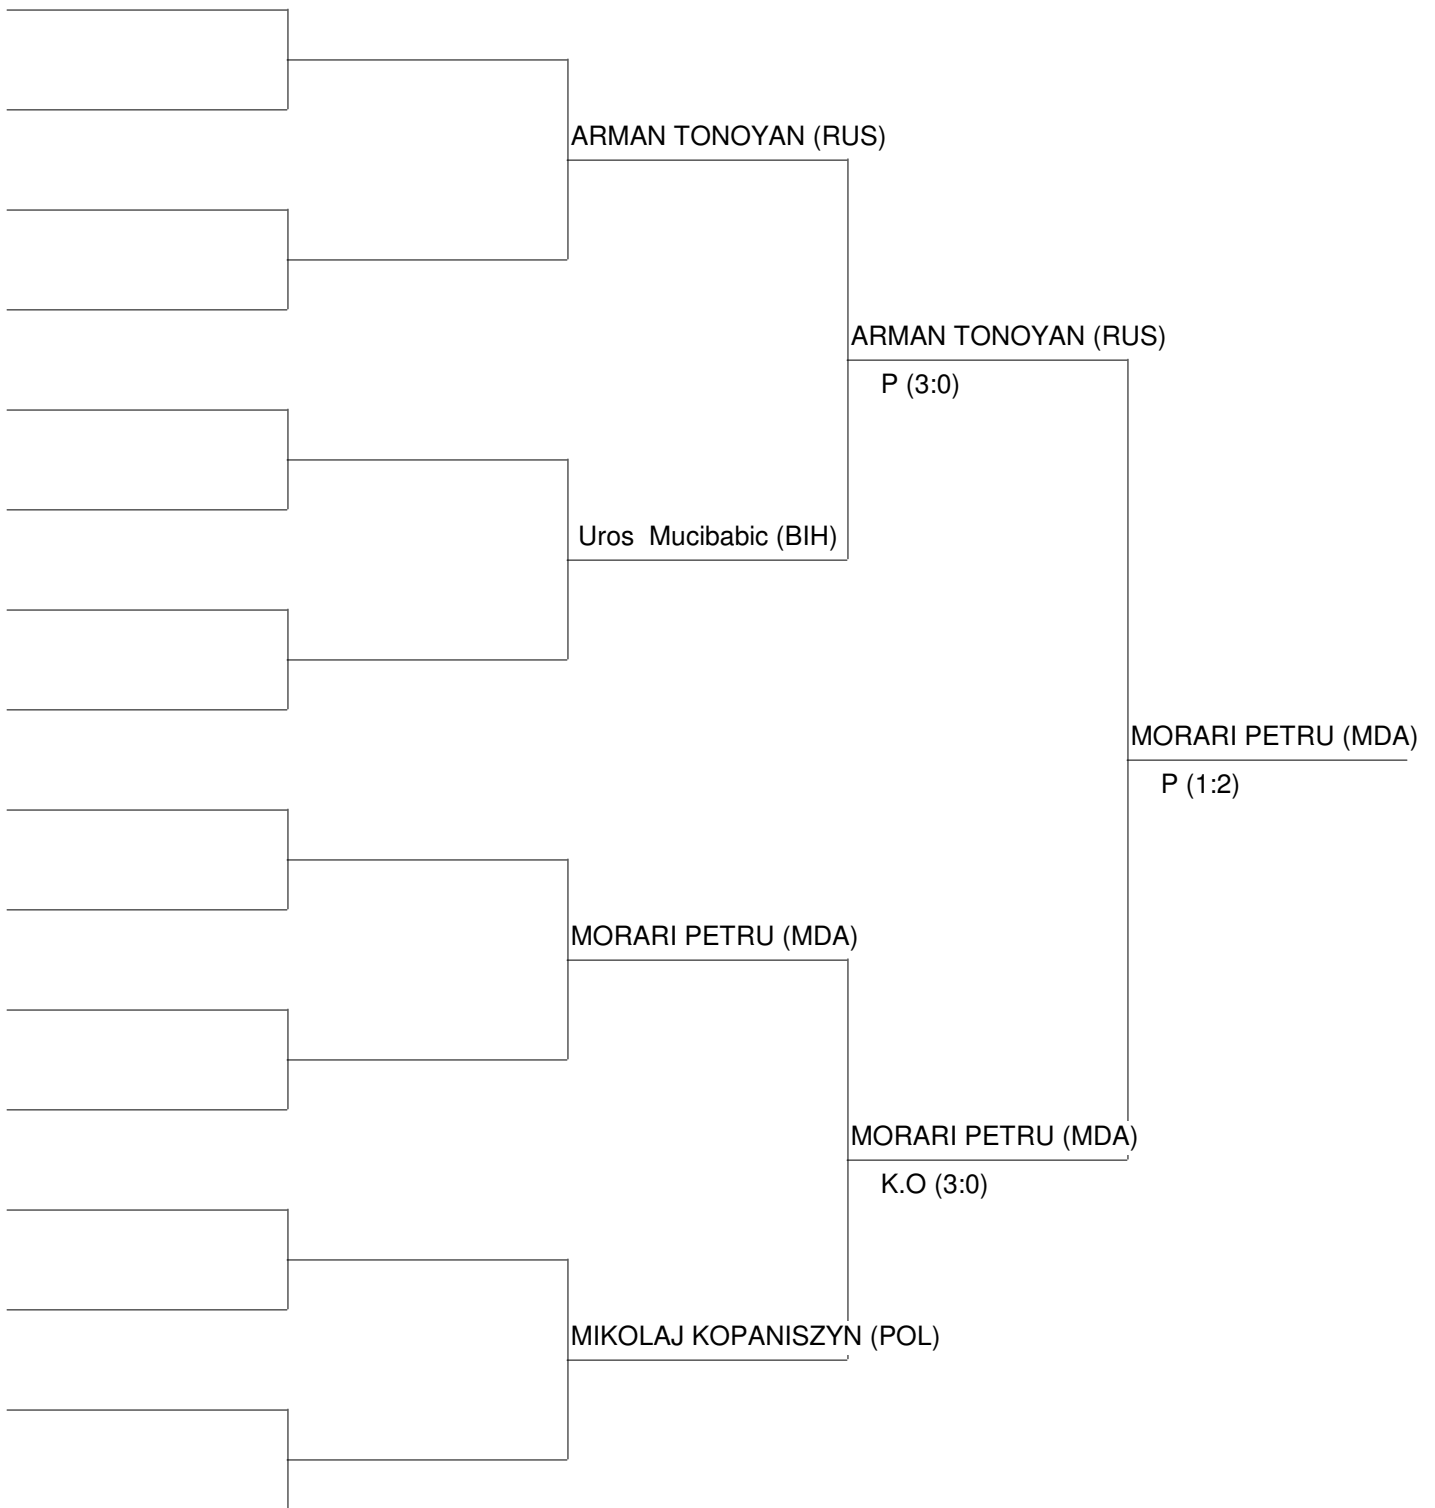 ARMAN TONOYAN (RUS)
ARMAN TONOYAN (RUS)
P (3:0)
Uros  Mucibabic (BIH)
MORARI PETRU (MDA)
P (1:2)
MORARI PETRU (MDA)
MORARI PETRU (MDA)
K.O (3:0)
MIKOLAJ KOPANISZYN (POL)